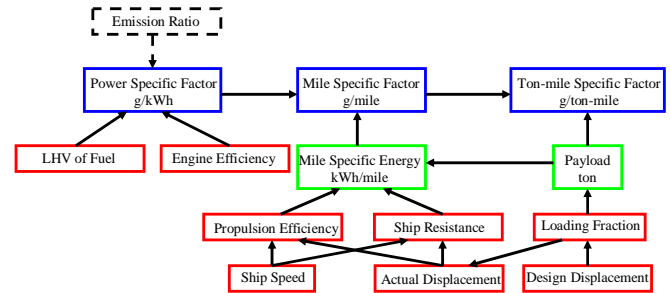 Emission Ratio
Power Specific Factor
g/kWh
Mile Specific Factor
g/mile
Ton-mile Specific Factor
g/ton-mile
LHV of Fuel
Engine Efficiency
Mile Specific Energy
kWh/mile
Payload
ton
Propulsion Efficiency
Ship Resistance
Loading Fraction
Ship Speed
Actual Displacement
Design Displacement